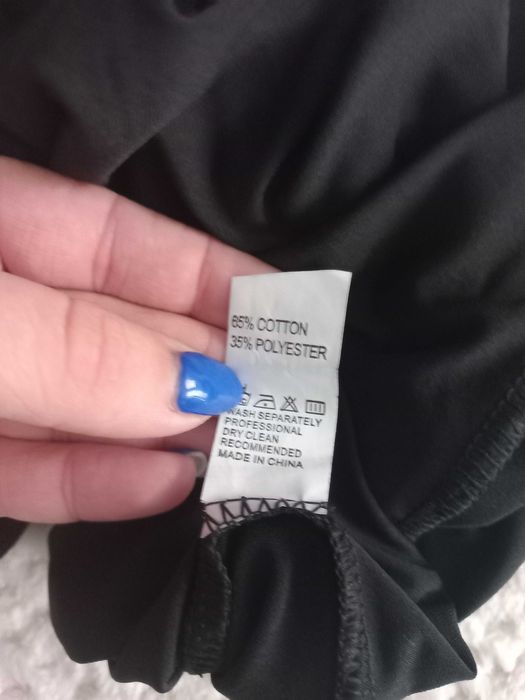 65% COTTON
35% POLYESTER
WASH SEPARATELY
PROFESSIONAL
DRY CLEAN
RECOMMENDED
MADE IN CHINA